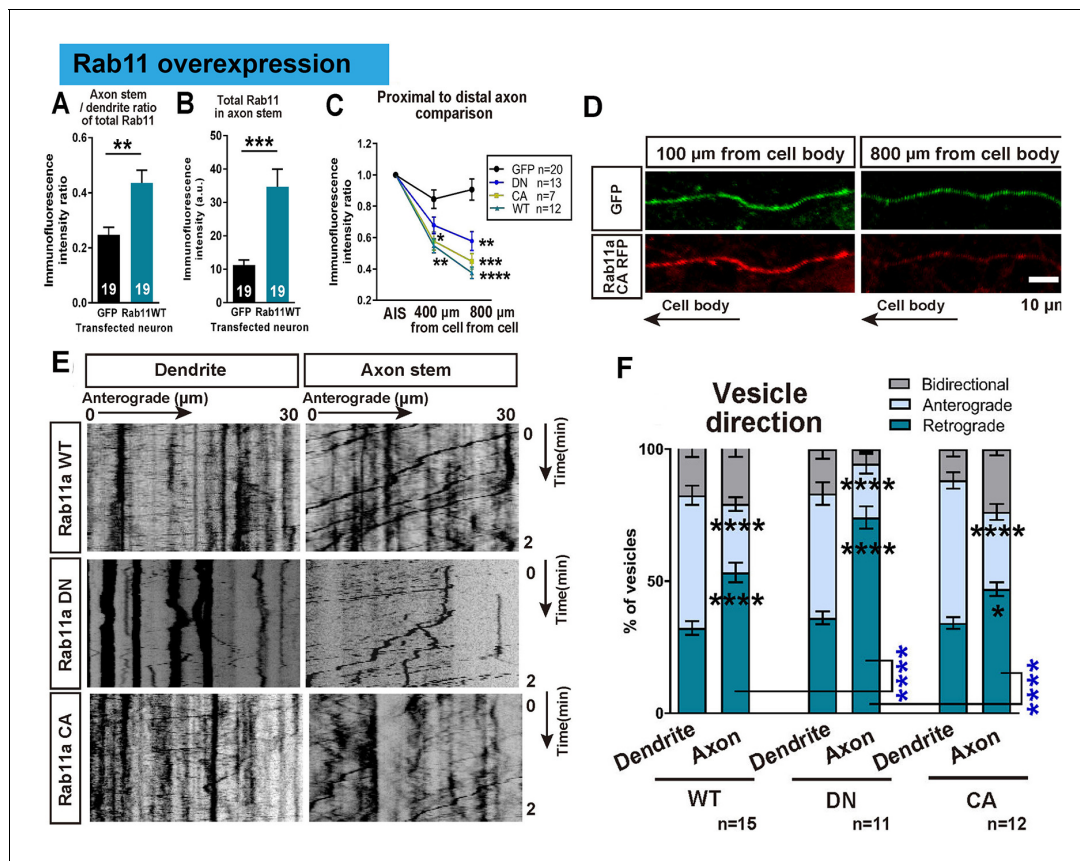 Rab11 overexpression
A
Axon stem
/ dendrite ratio
of total Rab11
Immunofluorescence
intensity ratio
0.6
0.4
0.2
0.0
**
19
19
GFP Rab11WT
Transfected neuron
B
Total Rab11
in axon stem
Immunofluorescence
intensity (a.u.)
50
40
30
20
10
0
***
19
19
GFP Rab11WT
Transfected neuron
C
Proximal to distal axon
comparison
Immunofluorescence
intensity ratio
1.2
1.0
0.8
0.6
0.4
0.2
GFP n=20
DN n=13
CA n=7
WT n=12
*
**
**
***
****
AIS
400 µm
from cell
800 µm
from cell
D
100 µm from cell body
800 µm from cell body
GFP
Rab11a
CA RFP
Cell body
Cell body
10 µ
E
Dendrite
Axon stem
Anterograde (µm)
0
30
Anterograde (µm)
0
30
Rab11a WT
0
Time(min)
2
Rab11a DN
0
Time(min)
2
Rab11a CA
0
Time(min)
2
F
Vesicle
direction
Bidirectional
Anterograde
Retrograde
% of vesicles
100
50
0
****
****
****
****
****
*
****
****
Dendrite
Axon
Dendrite
Axon
Dendrite
Axon
WT
n=15
DN
n=11
CA
n=12